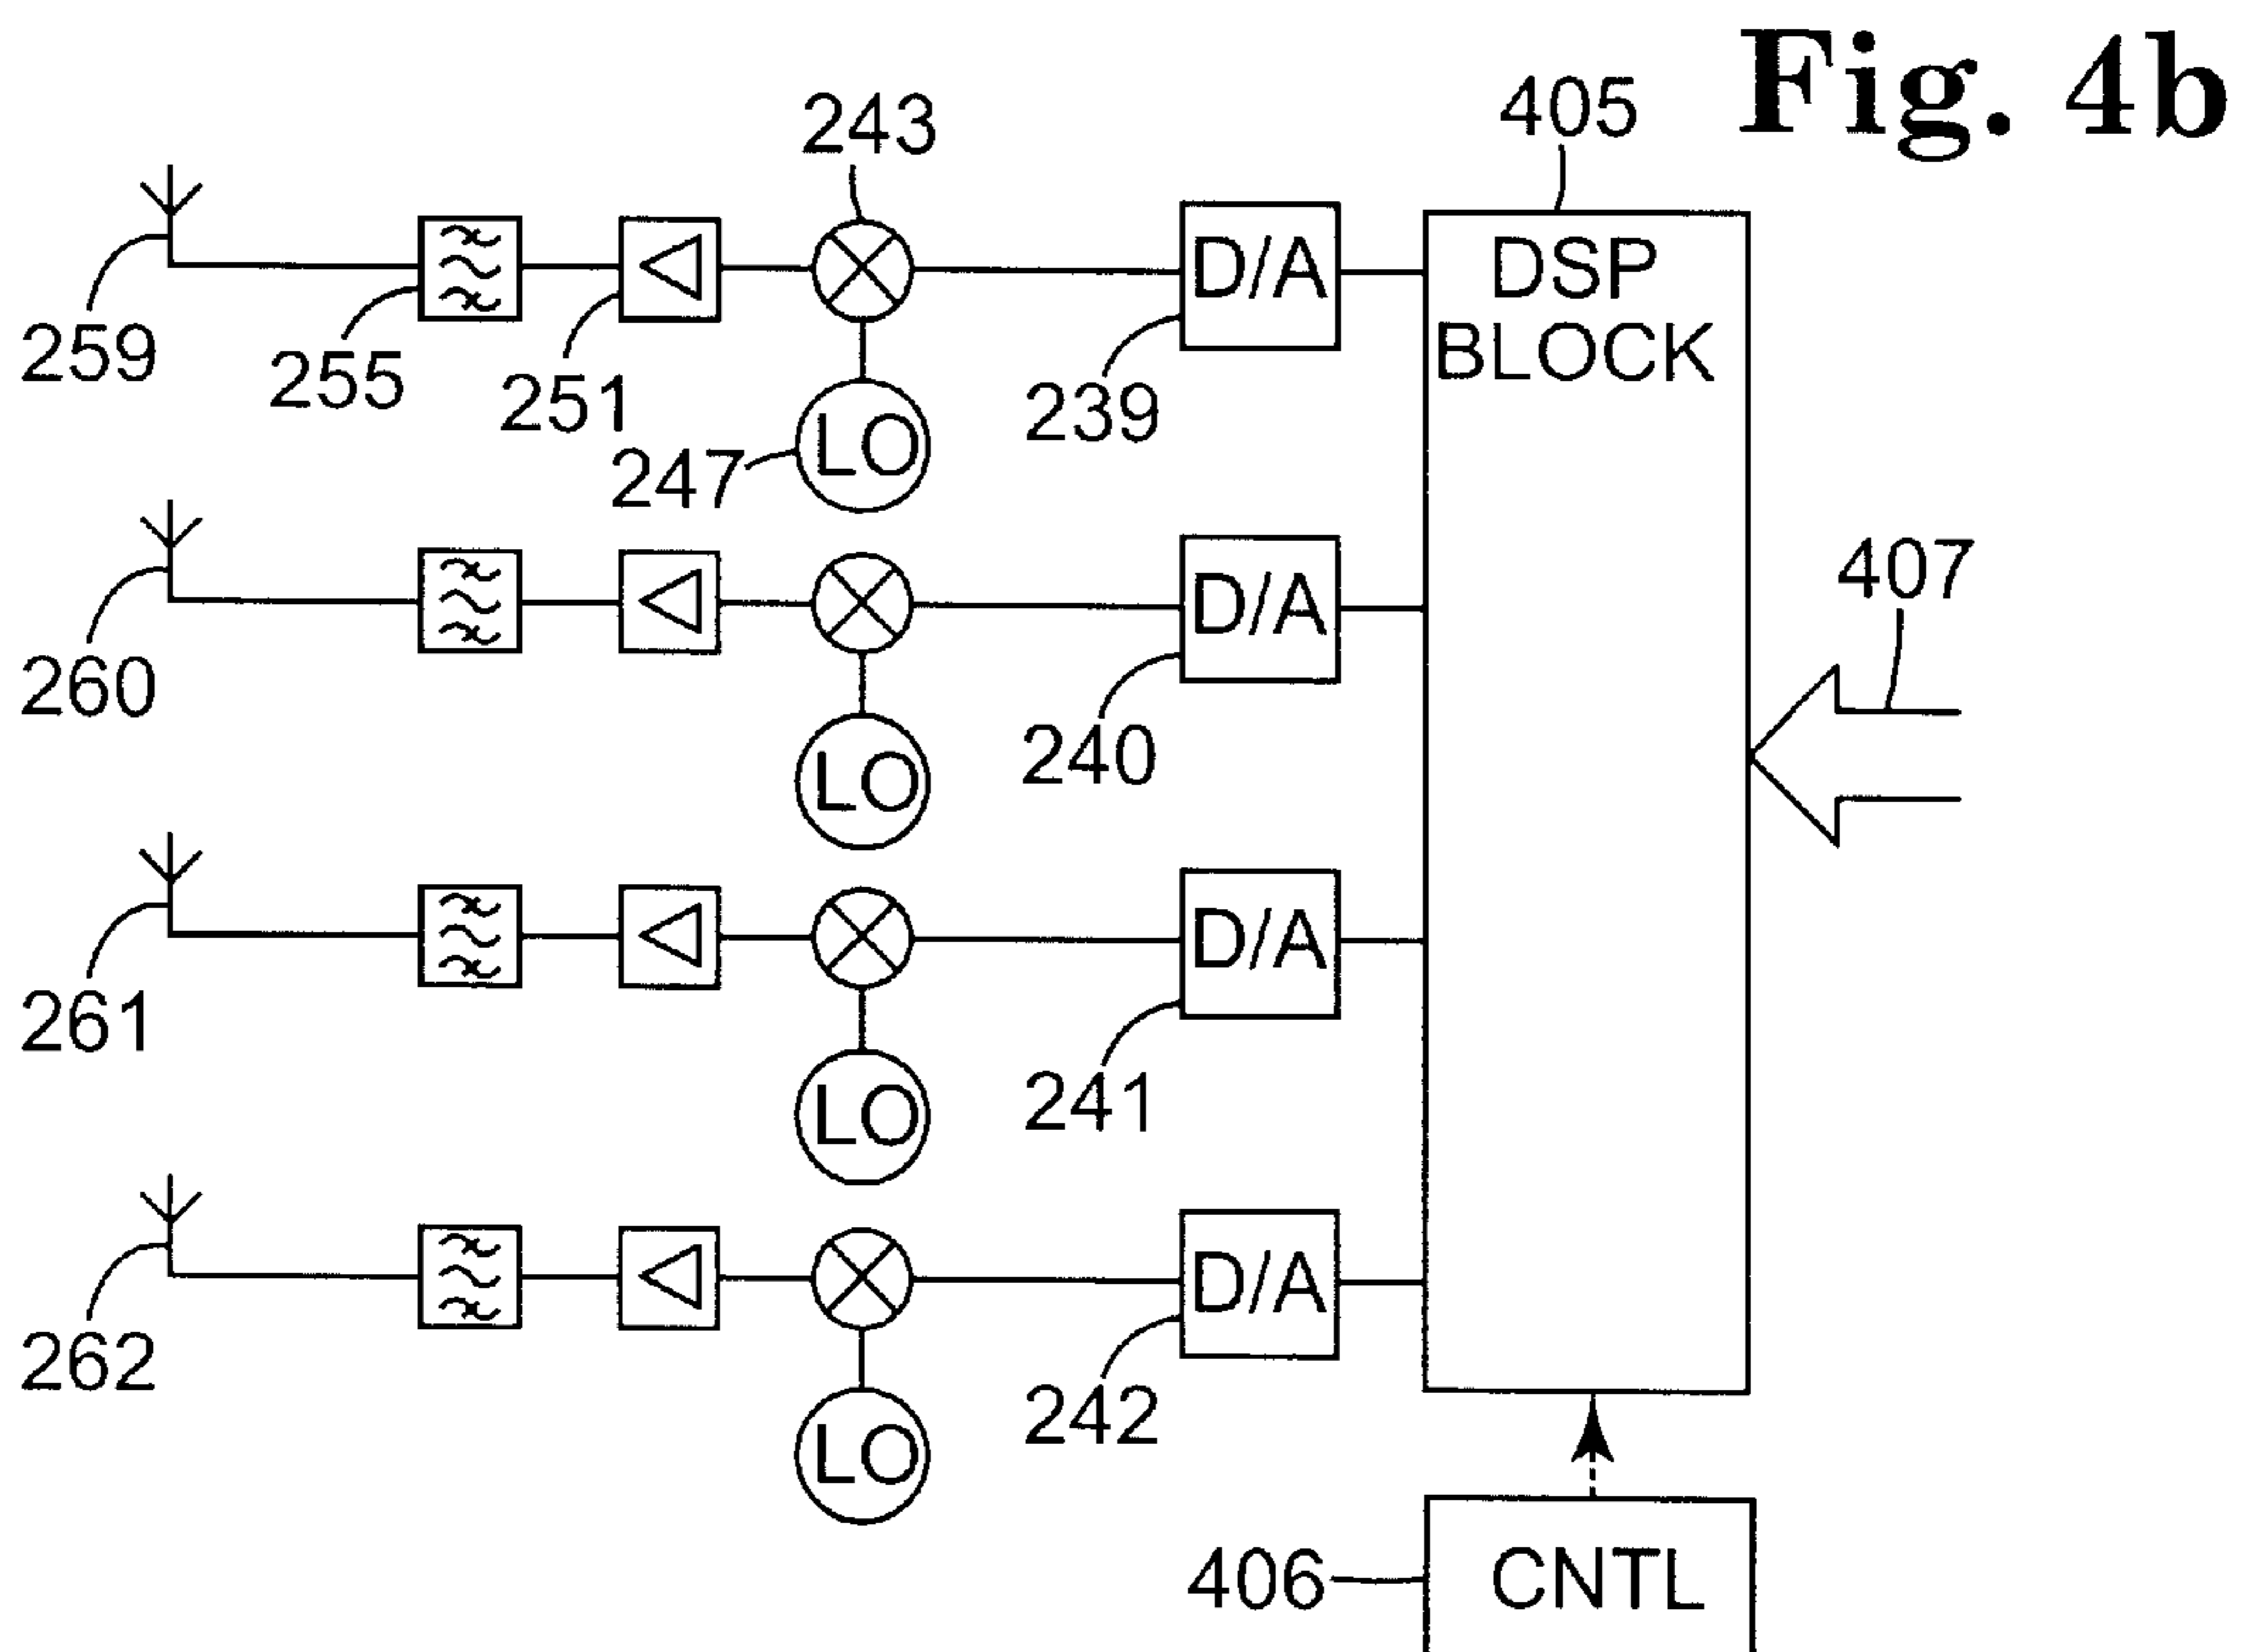 Fig. 4b
243
405
D/A
DSP
BLOCK
259
255
251
239
247
LO
407
D/A
260
240
LO
D/A
261
241
LO
D/A
262
242
LO
406
CNTL